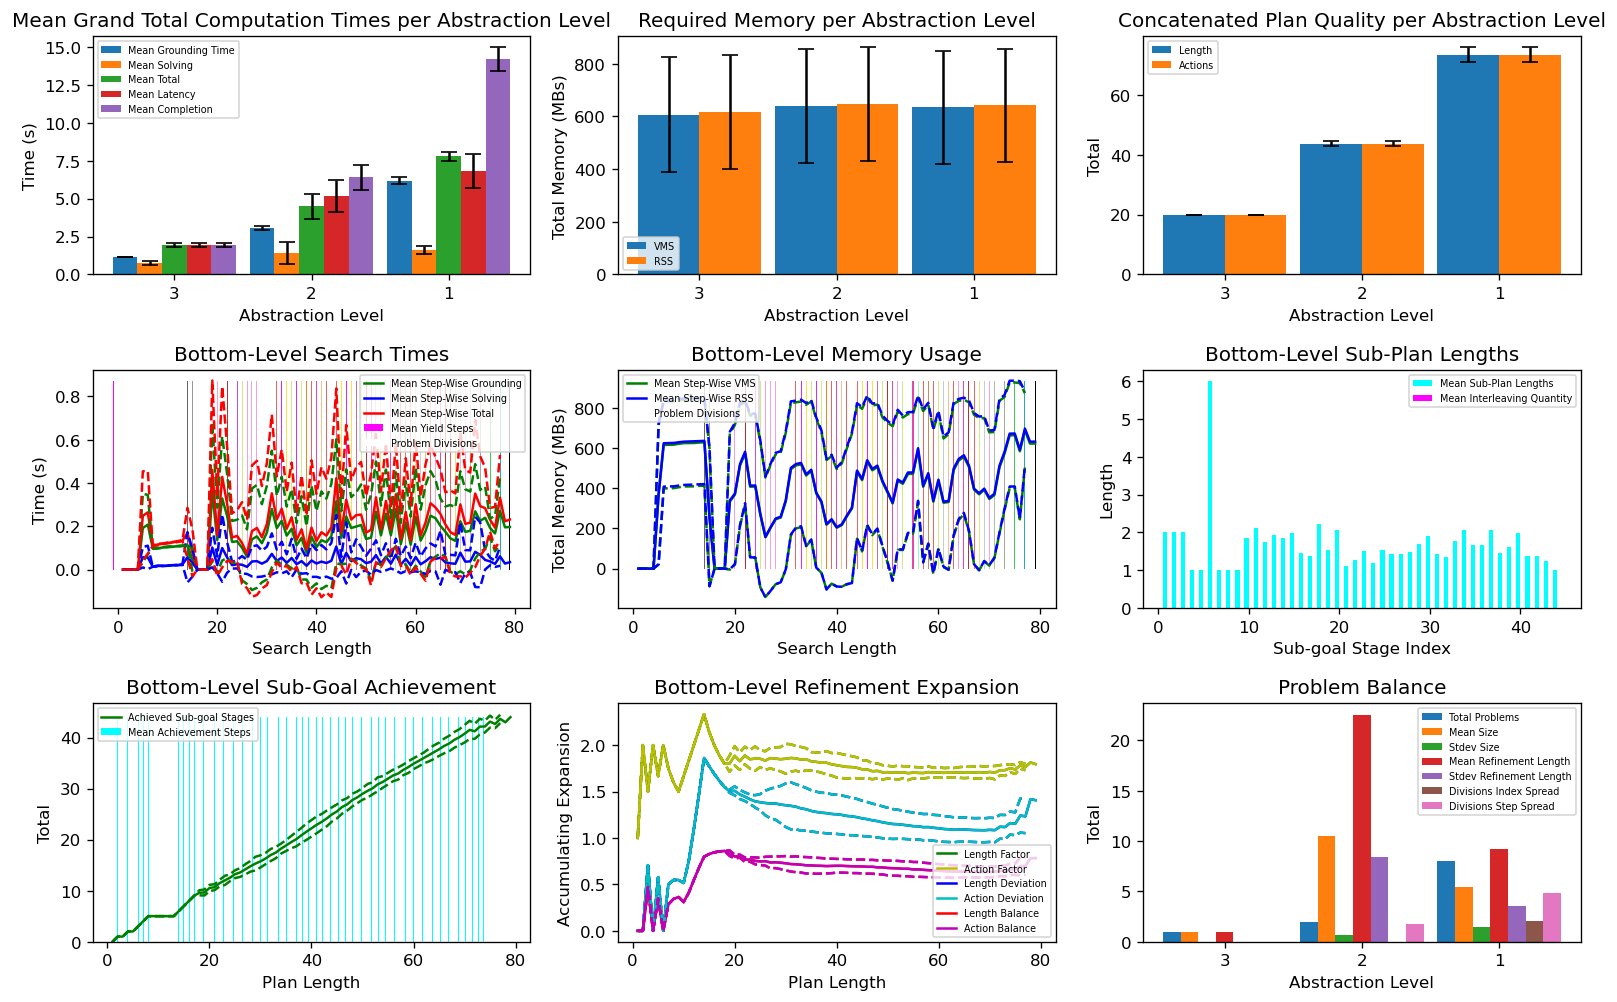 Mean Grand Total Computation Times per Abstraction Level
Time (s)
15.0
12.5
10.0
7.5
5.0
2.5
0.0
Mean Grounding Time
Mean Solving
Mean Total
Mean Latency
Mean Completion
3 2 1
Abstraction Level
Required Memory per Abstraction Level
Total Memory (MBs)
800
600
400
200
0
VMS
RSS
3 2 1
Abstraction Level
Concatenated Plan Quality per Abstraction Level
Total
60
40
20
0
Length
Actions
3 2 1
Abstraction Level
Bottom-Level Search Times
Time (s)
0.8
0.6
0.4
0.2
0.0
Mean Step-Wise Grounding
Mean Step-Wise Solving
Mean Step-Wise Total
Mean Yield Steps
Problem Divisions
0 20 40 60 80
Search Length
Bottom-Level Memory Usage
Total Memory (MBs)
800
600
400
200
0
Mean Step-Wise VMS
Mean Step-Wise RSS
Problem Divisions
0 20 40 60 80
Search Length
Bottom-Level Sub-Plan Lengths
Length
6
5
4
3
2
1
0
Mean Sub-Plan Lengths
Mean Interleaving Quantity
0 10 20 30 40
Sub-goal Stage Index
Bottom-Level Sub-Goal Achievement
Total
40
30
20
10
0
Achieved Sub-goal Stages
Mean Achievement Steps
0 20 40 60 80
Plan Length
Bottom-Level Refinement Expansion
Accumulating Expansion
2.0
1.5
1.0
0.5
0.0
Length Factor
Action Factor
Length Deviation
Action Deviation
Length Balance
Action Balance
0 20 40 60 80
Plan Length
Problem Balance
Total
20
15
10
5
0
Total Problems
Mean Size
Stdev Size
Mean Refinement Length
Stdev Refinement Length
Divisions Index Spread
Divisions Step Spread
3 2 1
Abstraction Level